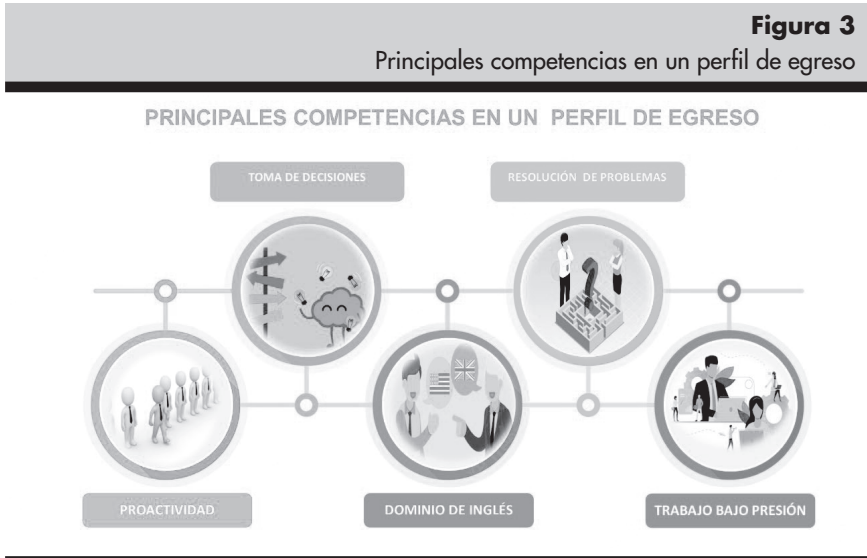 Figura 3
Principales competencias en un perfil de egreso
PRINCIPALES COMPETENCIAS EN UN PERFIL DE EGRESO
TOMA DE DECISIONES
RESOLUCIÓN DE PROBLEMAS
PROACTIVIDAD
DOMINIO DE INGLÉS
TRABAJO BAJO PRESIÓN